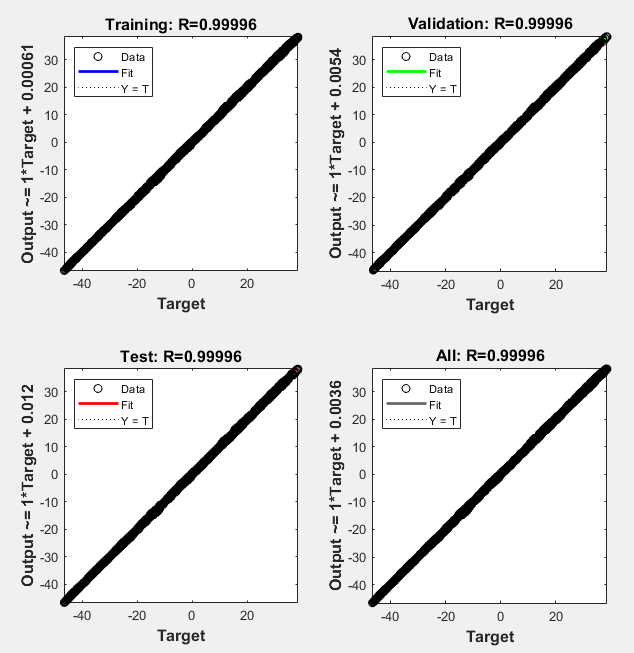 Training: R=0.99996
Output ~= 1*Target + 0.00061
Data
Fit
Y = T
30
20
10
0
-10
-20
-30
-40
-40
-20
0
20
Target
Validation: R=0.99996
Output ~= 1*Target + 0.0054
Data
Fit
Y = T
30
20
10
0
-10
-20
-30
-40
-40
-20
0
20
Target
Test: R=0.99996
Output ~= 1*Target + 0.012
Data
Fit
Y = T
30
20
10
0
-10
-20
-30
-40
-40
-20
0
20
Target
All: R=0.99996
Output ~= 1*Target + 0.0036
Data
Fit
Y = T
30
20
10
0
-10
-20
-30
-40
-40
-20
0
20
Target